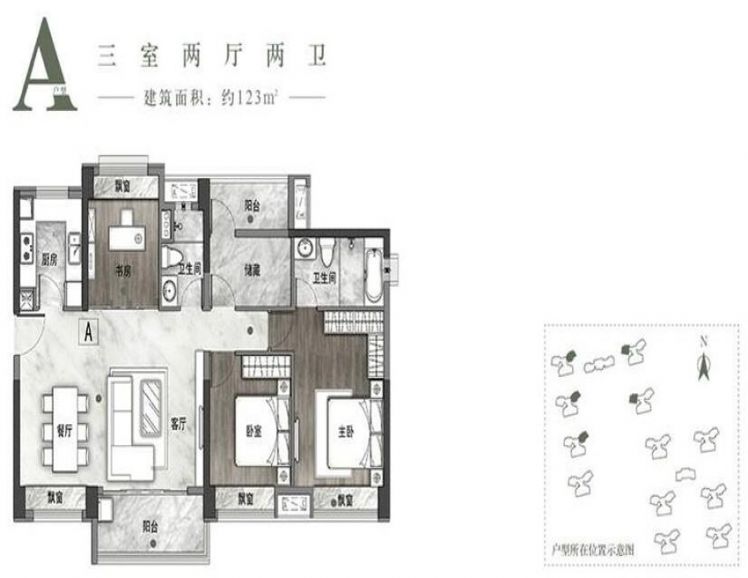 A
户型
三室两厅两卫
建筑面积：约123m²
飘窗
阳台
厨房
书房
卫生间
储藏
卫生间
A
餐厅
客厅
卧室
主卧
飘窗
飘窗
飘窗
阳台
N
户型所在位置示意图